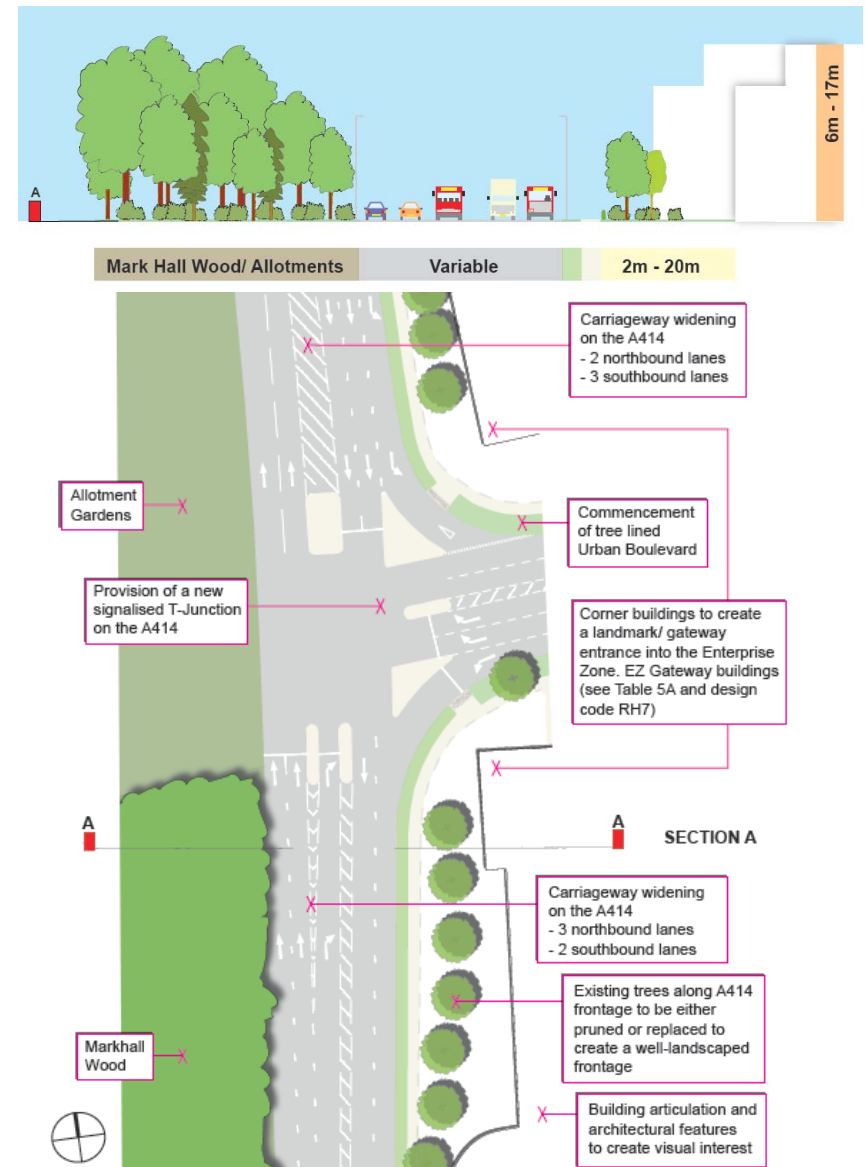 A
6m - 17m
Mark Hall Wood/ Allotments
Variable
2m - 20m
Carriageway widening
on the A414
- 2 northbound lanes
- 3 southbound lanes
Allotment
Gardens
Commencement
of tree lined
Urban Boulevard
Provision of a new
signalised T-Junction
on the A414
Corner buildings to create
a landmark/ gateway
entrance into the Enterprise
Zone. EZ Gateway buildings
(see Table 5A and design
code RH7)
A
A
SECTION A
Carriageway widening
on the A414
- 3 northbound lanes
- 2 southbound lanes
Existing trees along A414
frontage to be either
pruned or replaced to
create a well-landscaped
frontage
Markhall
Wood
Building articulation and
architectural features
to create visual interest